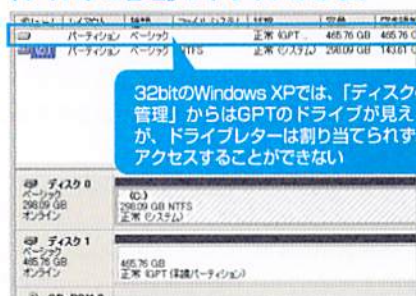 ボリューム レイアウト 種類 ファイル システム 状態 容量
パーティション ベーシック 正常 (GPT .. 465.76 GB 465.76 G
パーティション ベーシック NTFS 正常 (システム) 298.09 GB 143.61
32bitのWindows XPでは、「ディスク
管理」からはGPTのドライブが見え
が、ドライブレターは割り当てられず
アクセスすることができない
ディスク 0
ベーシック
298.09 GB
オンライン
(C:)
298.09 GB NTFS
正常 (システム)
ディスク 1
ベーシック
465.76 GB
オンライン
465.76 GB
正常 (GPT 保護パーティション)